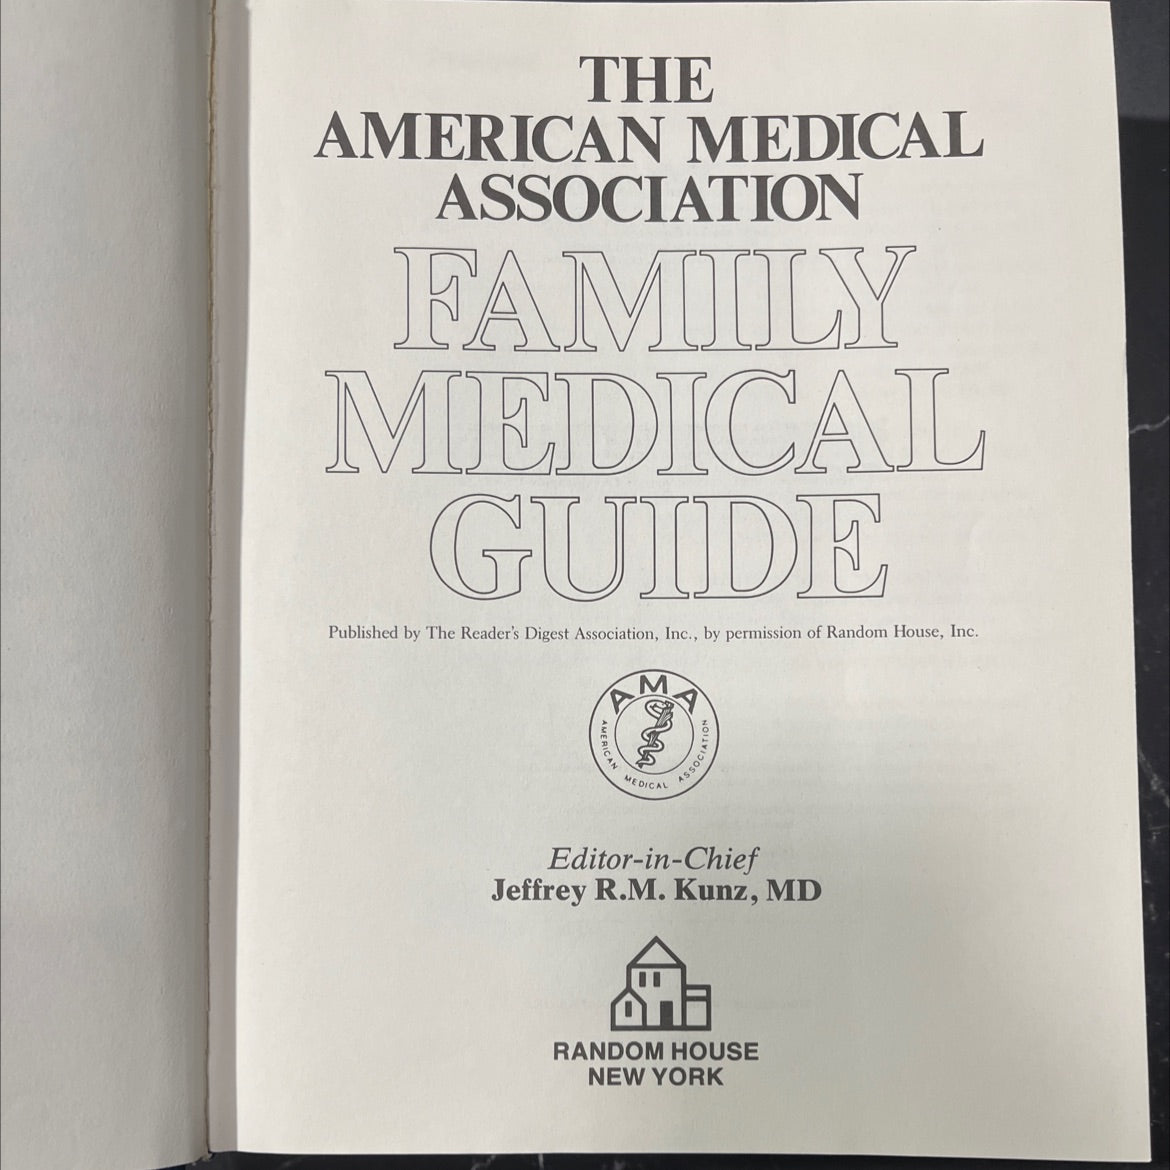 THE
AMERICAN MEDICAL
ASSOCIATION
FAMILY
MEDICAL
GUIDE
Published by The Reader's Digest Association, Inc., by permission of Random House, Inc.
AMA
AMERICAN MEDICAL ASSOCIATION
Editor-in-Chief
Jeffrey R.M. Kunz, MD
RANDOM HOUSE
NEW YORK